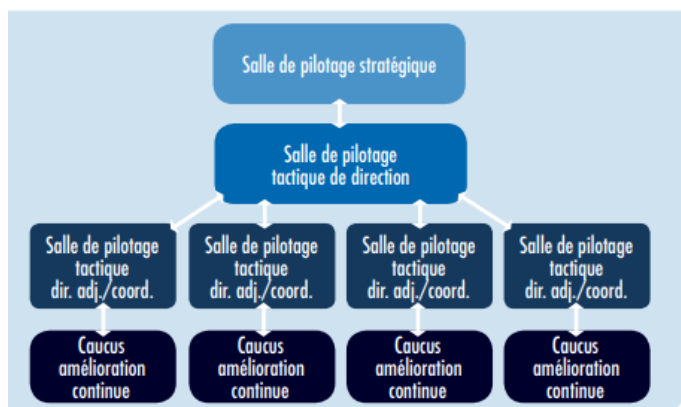 Salle de pilotage stratégique
Salle de pilotage
tactique de direction
Salle de pilotage
tactique
dir. adj./coord.
Salle de pilotage
tactique
dir. adj./coord.
Salle de pilotage
tactique
dir. adj./coord.
Salle de pilotage
tactique
dir. adj./coord.
Caucus
amélioration
continue
Caucus
amélioration
continue
Caucus
amélioration
continue
Caucus
amélioration
continue